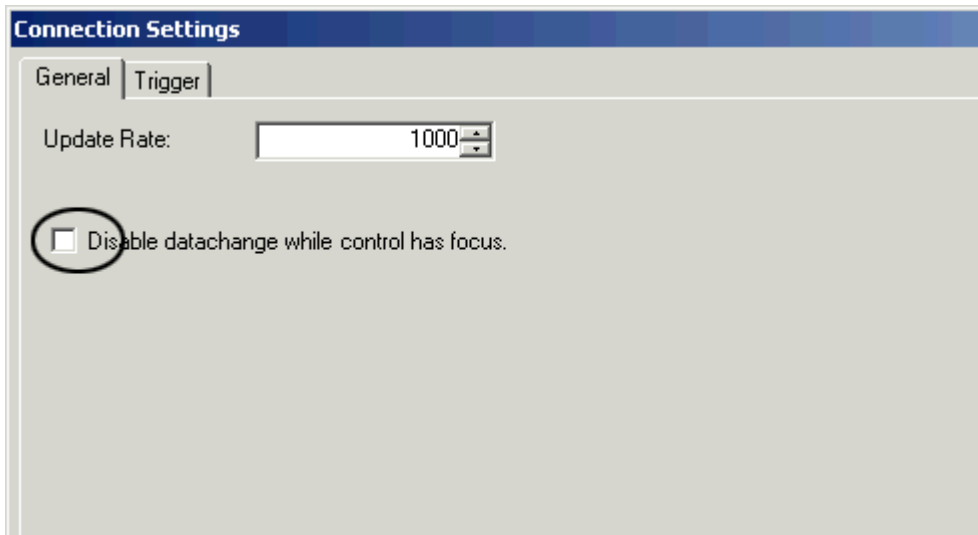 Connection Settings
General Trigger
Update Rate: 1000
Disable datachange while control has focus.